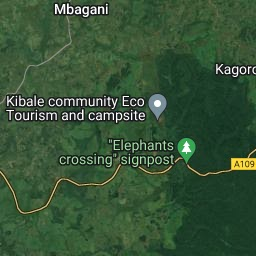 Mbagani
Kagoro
Kibale community Eco
Tourism and campsite
"Elephants
crossing" signpost
A109